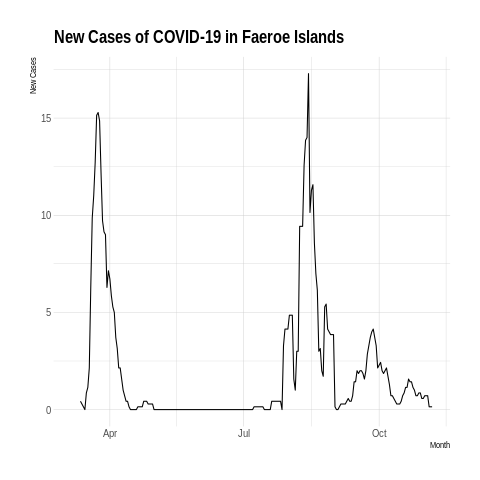 New Cases of COVID-19 in Faeroe Islands
New Cases
15
10
5
0
Apr
Jul
Oct
Month